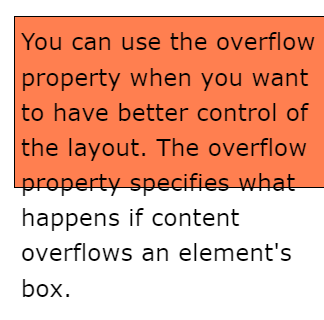 You can use the overflow
property when you want
to have better control of
the layout. The overflow
property specifies what
happens if content
overflows an element's
box.